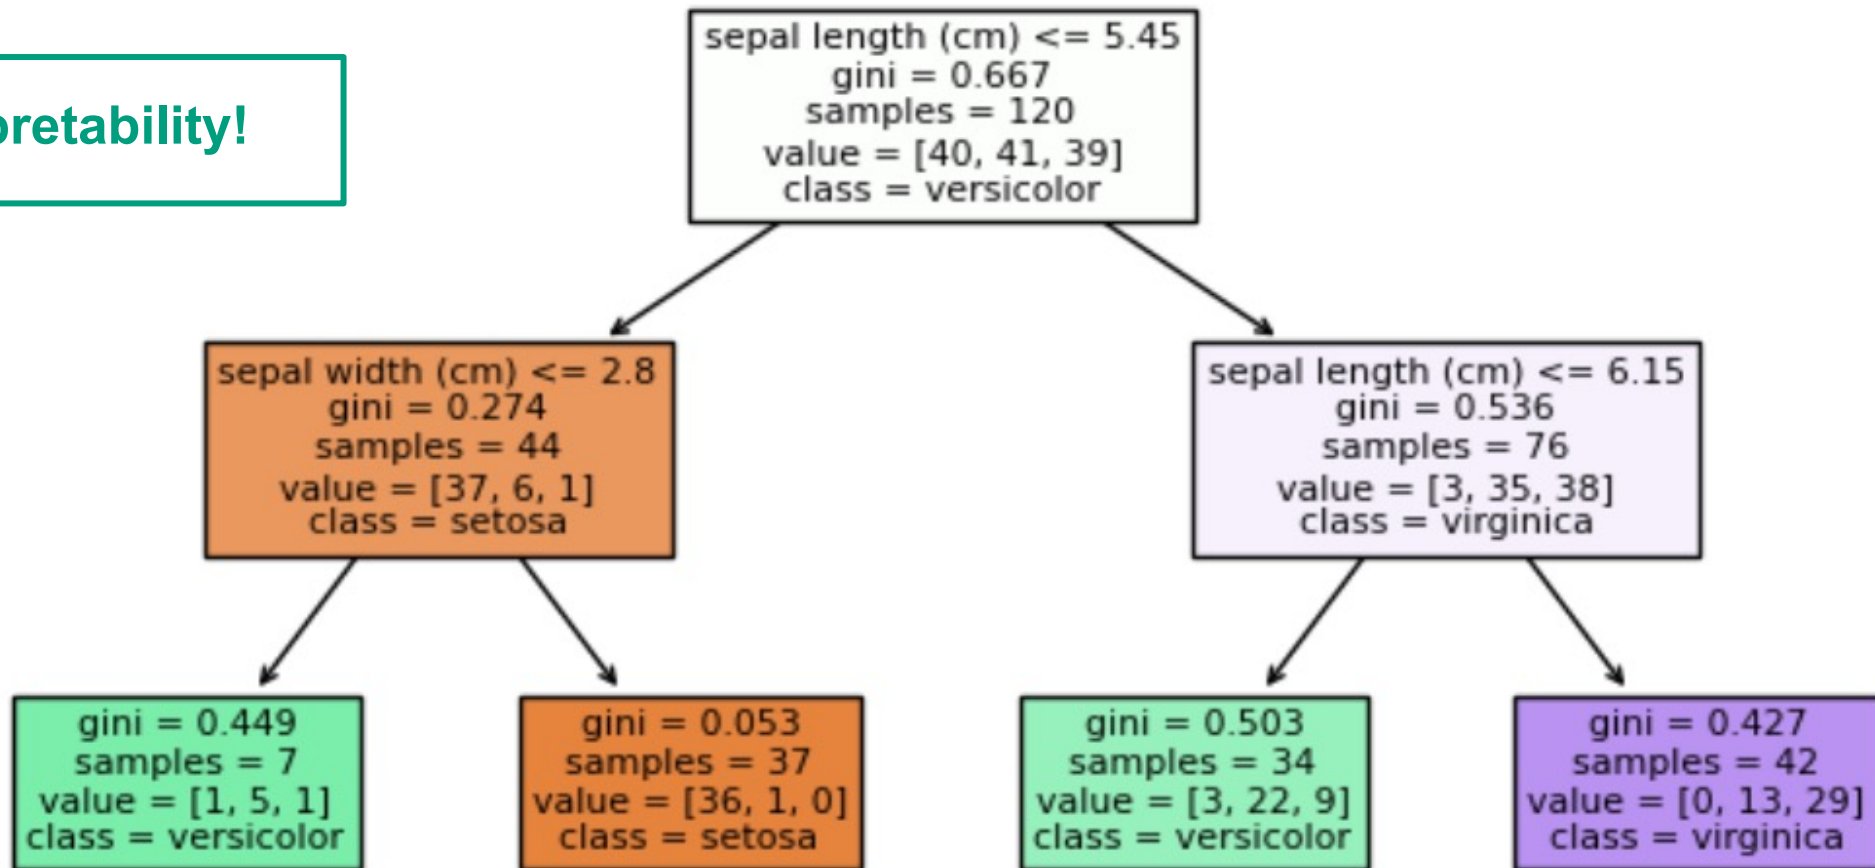 pretability!
sepal length (cm) <= 5.45
gini = 0.667
samples = 120
value = [40, 41, 39]
class = versicolor
sepal width (cm) <= 2.8
gini = 0.274
samples = 44
value = [37, 6, 1]
class = setosa
sepal length (cm) <= 6.15
gini = 0.536
samples = 76
value = [3, 35, 38]
class = virginica
gini = 0.449
samples = 7
value = [1, 5, 1]
class = versicolor
gini = 0.053
samples = 37
value = [36, 1, 0]
class = setosa
gini = 0.503
samples = 34
value = [3, 22, 9]
class = versicolor
gini = 0.427
samples = 42
value = [0, 13, 29]
class = virginica